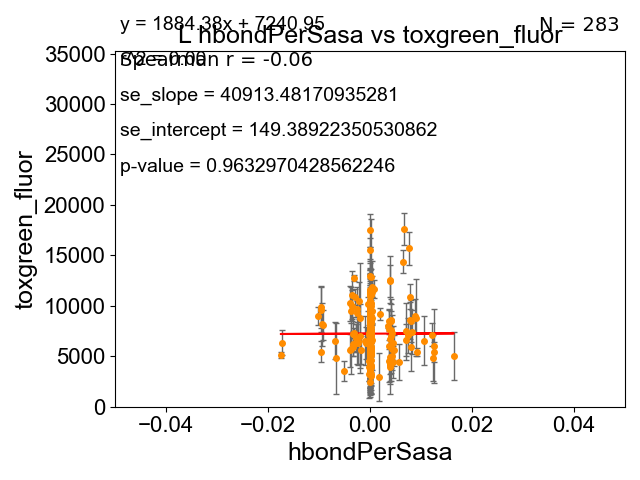 y = 1884.38x + 7240.95
N = 283
L hbondPerSasa vs toxgreen_fluor
r^2 = 0.00
Spearman r = -0.06
se_slope = 40913.48170935281
se_intercept = 149.38922350530862
p-value = 0.9632970428562246
35000
30000
25000
20000
15000
10000
5000
0
toxgreen_fluor
−0.04
−0.02
0.00
0.02
0.04
hbondPerSasa